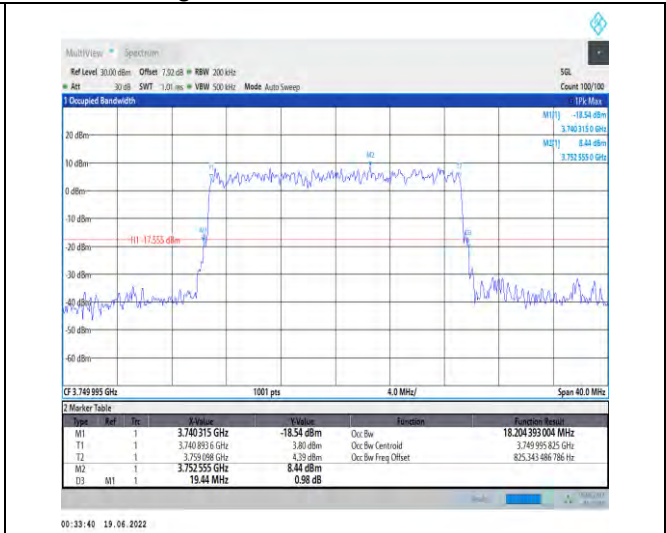 MultiView Spectrum
Ref Level 30.00 dBm Offset 7.92 dB RBW 200 kHz SGL
Att 30 dB SWT 1.01 ms VBW 500 kHz Mode Auto Sweep Count 100/100
1 Occupied Bandwidth 1Pk Max
M1[1] -18.54 dBm
3.740 315 0 GHz
M2[1] 8.44 dBm
3.752 555 0 GHz
20 dBm
10 dBm
M2
T1
T2
0 dBm
-10 dBm
M1
D3
H1 -17.555 dBm
-20 dBm
-30 dBm
-40 dBm
-50 dBm
-60 dBm
CF 3.749 995 GHz 1001 pts 4.0 MHz/ Span 40.0 MHz
2 Marker Table
Type Ref Trc X-Value Y-Value Function Function Result
M1 1 3.740315 GHz -18.54 dBm Occ Bw 18.204 393 004 MHz
T1 1 3.740 893 6 GHz 3.80 dBm Occ Bw Centroid 3.749 995 825 GHz
T2 1 3.759 098 GHz 4.39 dBm Occ Bw Freq Offset 825.343 486 786 Hz
M2 1 3.752 555 GHz 8.44 dBm
D3 M1 1 19.44 MHz 0.98 dB
00:33:40 19.06.2022